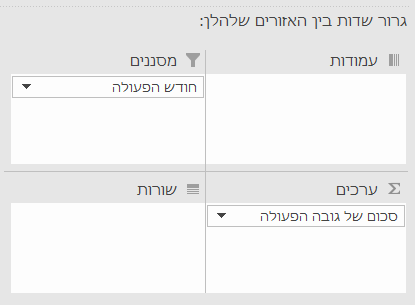 גרור שדות בין האזורים שלהלן:
עמודות
מסננים
חודש הפעולה
ערכים
שורות
סכום של גובה הפעולה